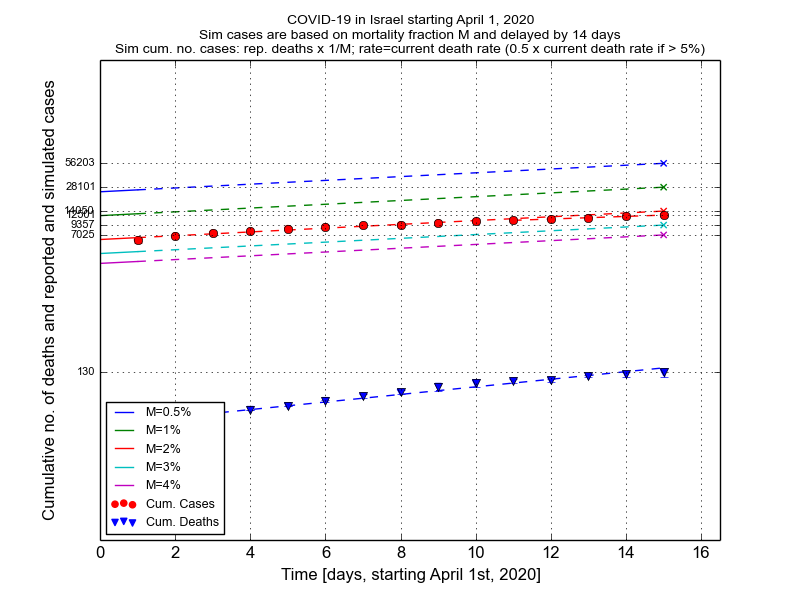 COVID-19 in Israel starting April 1, 2020
Sim cases are based on mortality fraction M and delayed by 14 days
Sim cum. no. cases: rep. deaths x 1/M; rate=current death rate (0.5 x current death rate if > 5%)
Cumulative no. of deaths and reported and simulated cases
56203
28101
14050
12501
9357
7025
130
M=0.5%
M=1%
M=2%
M=3%
M=4%
Cum. Cases
Cum. Deaths
0 2 4 6 8 10 12 14 16
Time [days, starting April 1st, 2020]